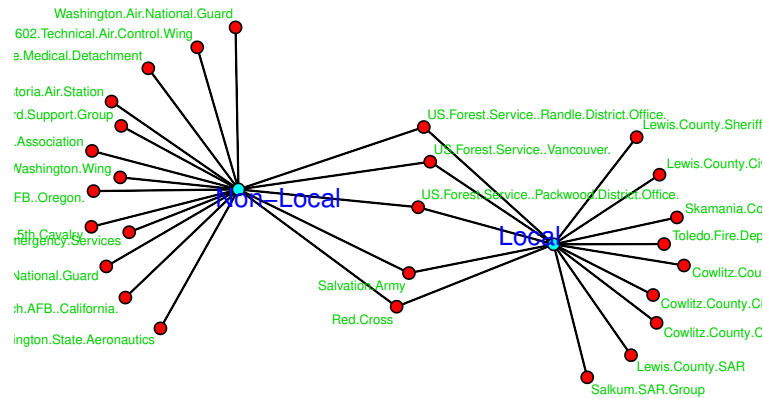 Washington.Air.National.Guard
602.Technical.Air.Control.Wing
e.Medical.Detachment
toria.Air.Station
rd.Support.Group
.Association
Washington.Wing
FB..Oregon.
5th.Cavalry
mergency.Services
National.Guard
h.AFB..California.
ington.State.Aeronautics
Non–Local
US.Forest.Service..Randle.District.Office.
US.Forest.Service..Vancouver.
US.Forest.Service..Packwood.District.Office.
Salvation.Army
Red.Cross
Local
Lewis.County.Sheriff
Lewis.County.Civ
Skamania.Co
Toledo.Fire.Dep
Cowlitz.Cou
Cowlitz.County.Ci
Cowlitz.County.C
Lewis.County.SAR
Salkum.SAR.Group